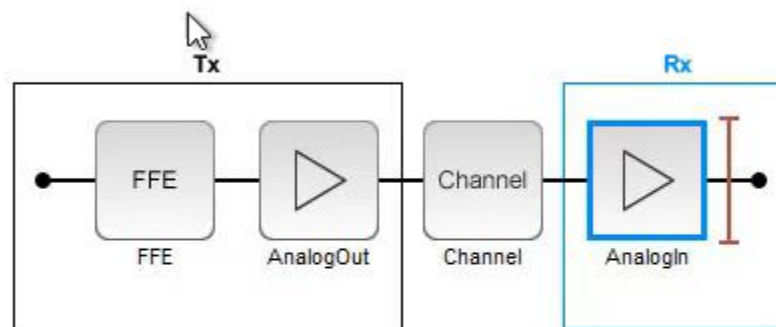 Tx
Rx
FFE
Channel
FFE
AnalogOut
Channel
AnalogIn